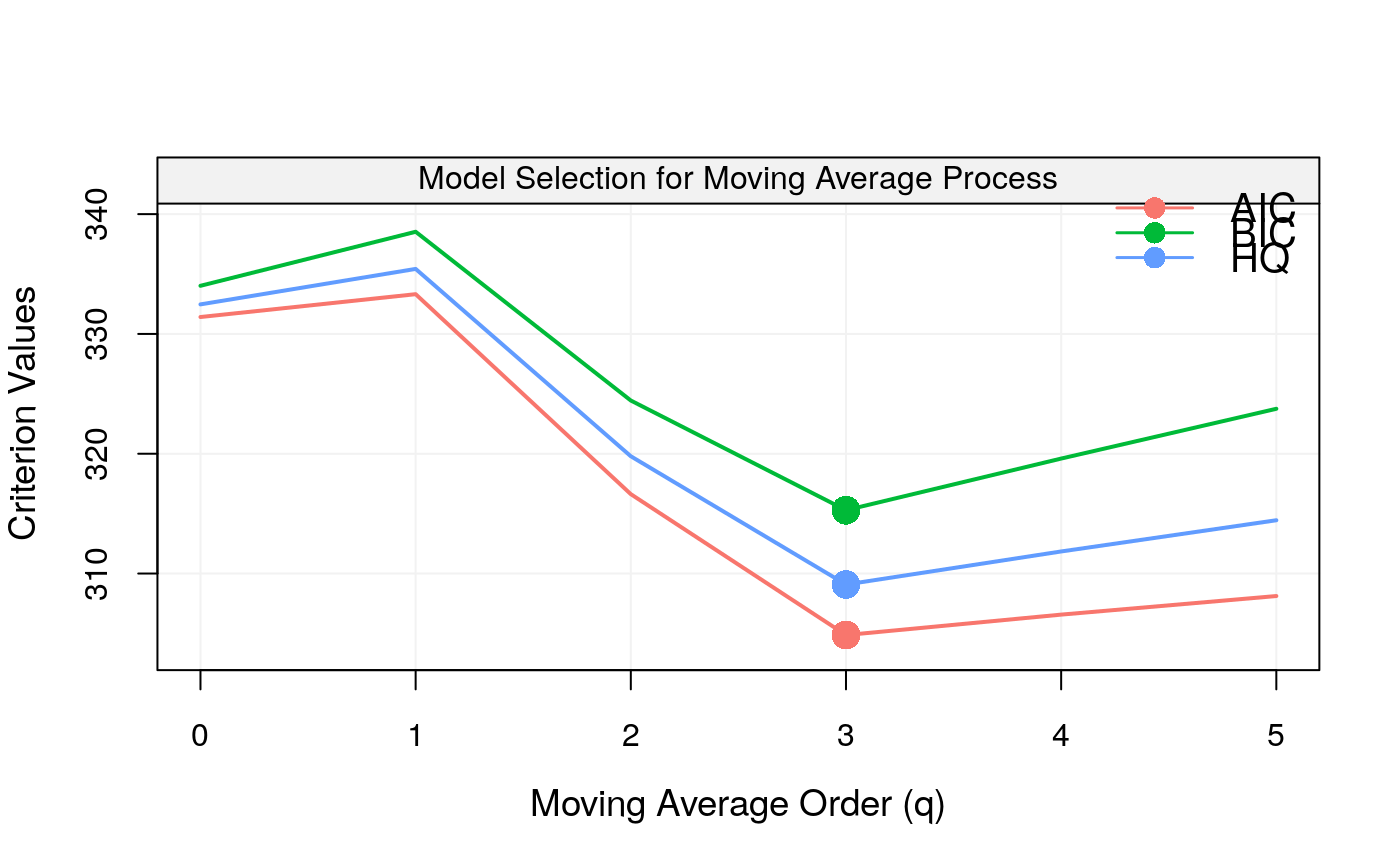 Model Selection for Moving Average Process
AIC
BIC
HQ
Criterion Values
340
330
320
310
0 1 2 3 4 5
Moving Average Order (q)